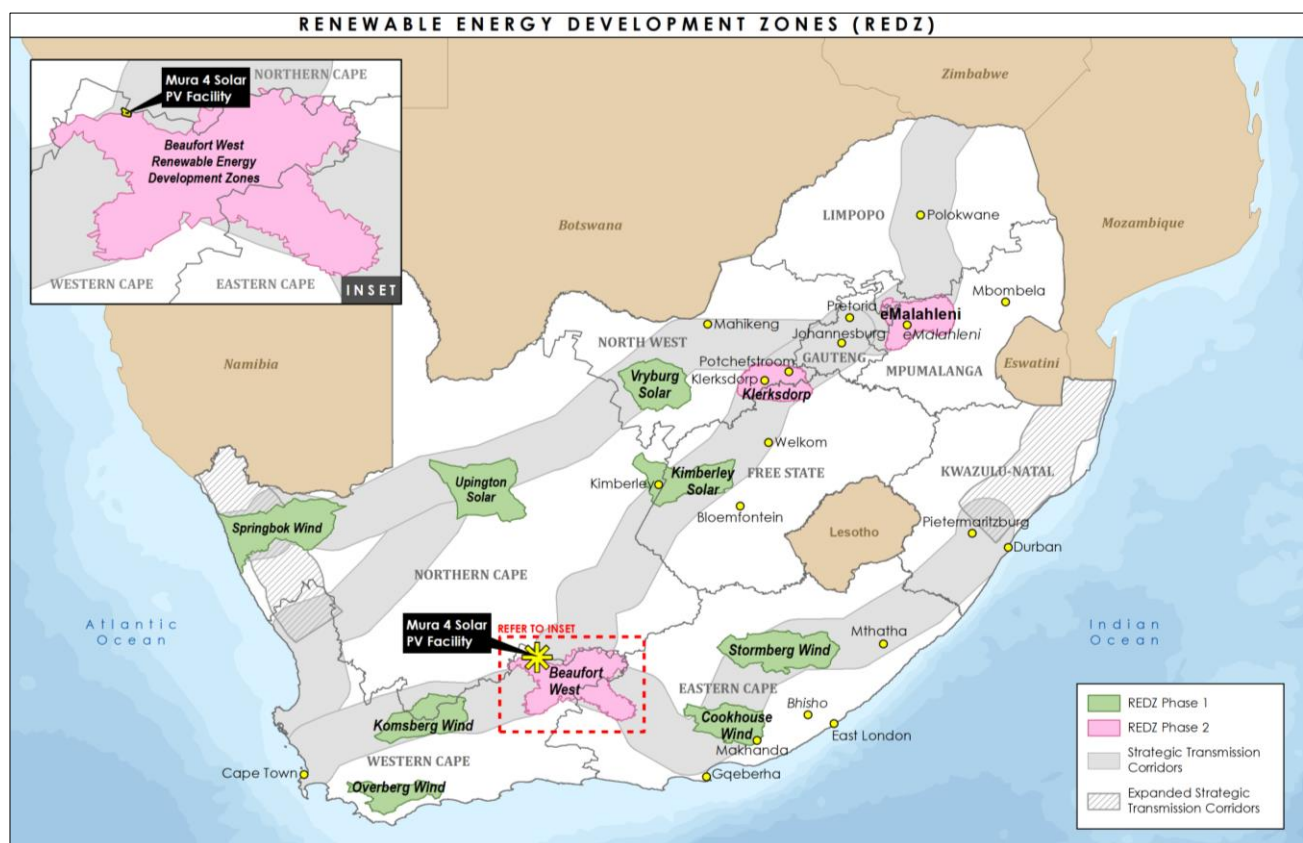 RENEWABLE ENERGY DEVELOPMENT ZONES (REDZ)
Mura 4 Solar
PV Facility
NORTHERN CAPE
Beaufort West
Renewable Energy
Development Zones
WESTERN CAPE
EASTERN CAPE
INSET
Zimbabwe
Botswana
Mozambique
Namibia
LIMPOPO
Polokwane
Mbombela
Pretoria
eMalahleni
eMalahleni
Mahikeng
Johannesburg
NORTH WEST
GAUTENG
Potchefstroom
MPUMALANGA
Eswatini
Vryburg
Solar
Klerksdorp
Klerksdorp
Welkom
FREE STATE
KWAZULU-NATAL
Upington
Solar
Kimberley
Kimberley
Solar
Bloemfontein
Springbok Wind
Lesotho
Pietermaritzburg
Durban
NORTHERN CAPE
Atlantic
Ocean
Indian
Ocean
Mura 4 Solar
PV Facility
REFER TO INSET
Beaufort
West
Stormberg Wind
Mthatha
EASTERN CAPE
Bhisho
Komsberg Wind
Cookhouse
Wind
East London
Makhanda
WESTERN CAPE
Cape Town
Gqeberha
Overberg Wind
REDZ Phase 1
REDZ Phase 2
Strategic Transmission
Corridors
Expanded Strategic
Transmission Corridors